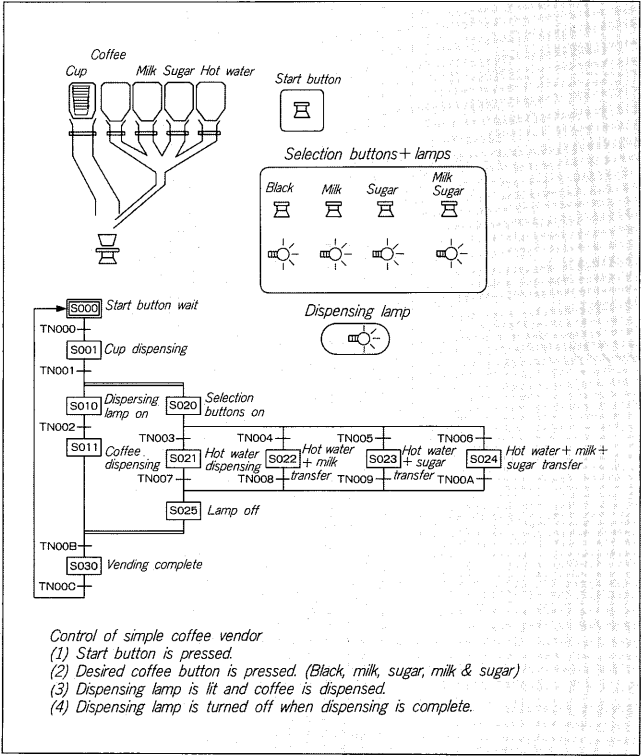 Coffee
Cup Milk Sugar Hot water
Start button
Selection buttons + lamps
Black Milk Sugar Milk Sugar
Dispensing lamp
S000 Start button wait
TN000
S001 Cup dispensing
TN001
S010 Dispersing lamp on
S020 Selection buttons on
TN002
S011 Coffee dispensing
TN003 TN004 TN005 TN006
S021 Hot water dispensing
S022 Hot water + milk transfer
S023 Hot water + sugar transfer
S024 Hot water + milk + sugar transfer
TN007 TN008 TN009 TN00A
S025 Lamp off
TN00B
S030 Vending complete
TN00C
Control of simple coffee vendor
(1) Start button is pressed.
(2) Desired coffee button is pressed. (Black, milk, sugar, milk & sugar)
(3) Dispensing lamp is lit and coffee is dispensed.
(4) Dispensing lamp is turned off when dispensing is complete.